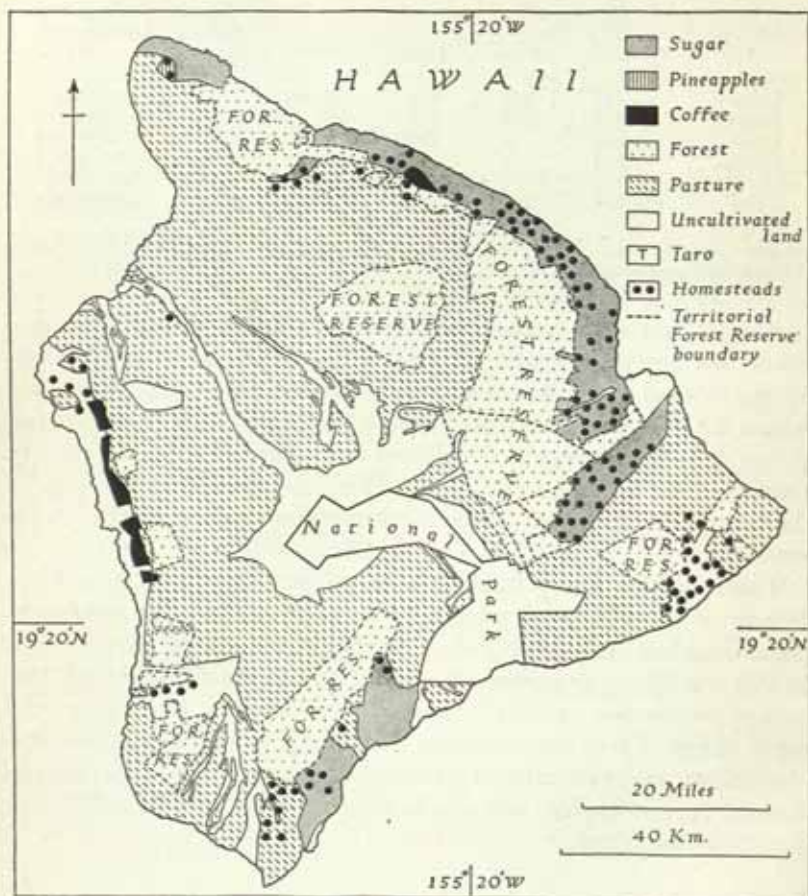 155° 20'W
HAWAII
Sugar
Pineapples
Coffee
Forest
Pasture
Uncultivated
land
Taro
T
Homesteads
Territorial
Forest Reserve
boundary
FOR.
RES.
FOREST
RESERVE
FOREST RESERVE
National
Park
FOR
RES.
19° 20'N
19° 20'N
FOR. RES.
FOR.
RES.
20 Miles
40 Km.
155° 20'W